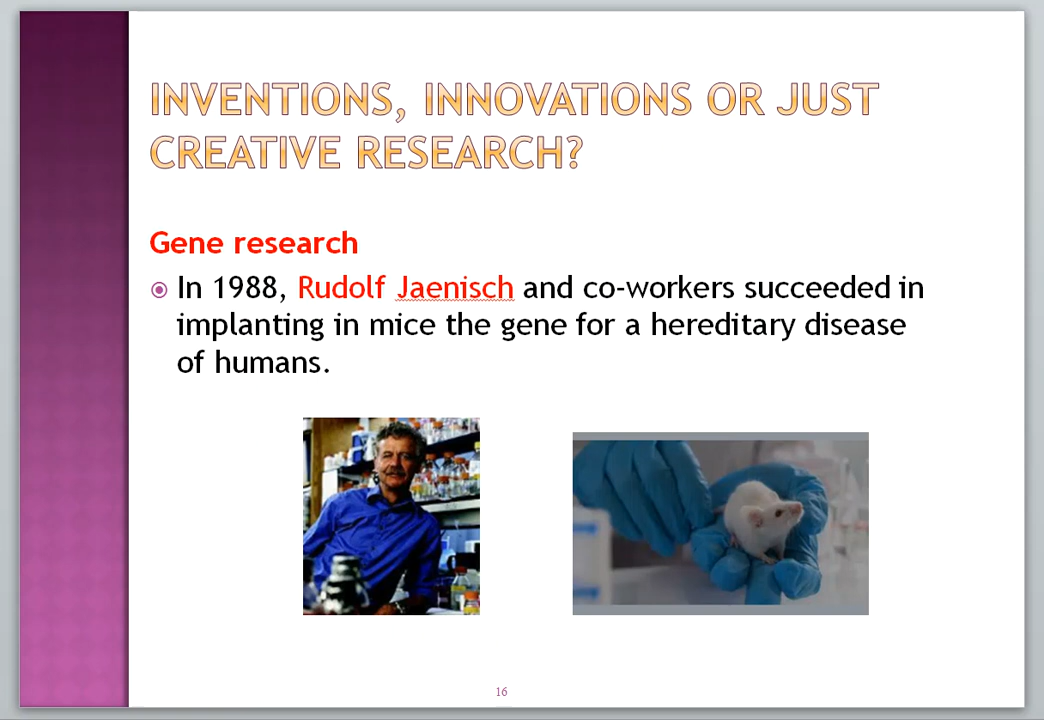 INVENTIONS, INNOVATIONS OR JUST
CREATIVE RESEARCH?
Gene research
In 1988, Rudolf Jaenisch and co-workers succeeded in
implanting in mice the gene for a hereditary disease
of humans.
16